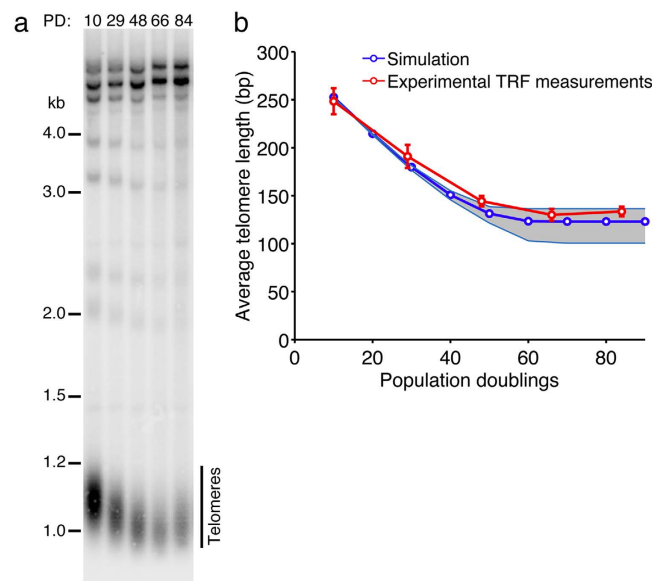 a
PD: 10 29 48 66 84
kb
4.0
3.0
2.0
1.5
1.2
1.0
Telomeres
b
Simulation
Experimental TRF measurements
Average telomere length (bp)
300
250
200
150
100
50
0
0 20 40 60 80
Population doublings